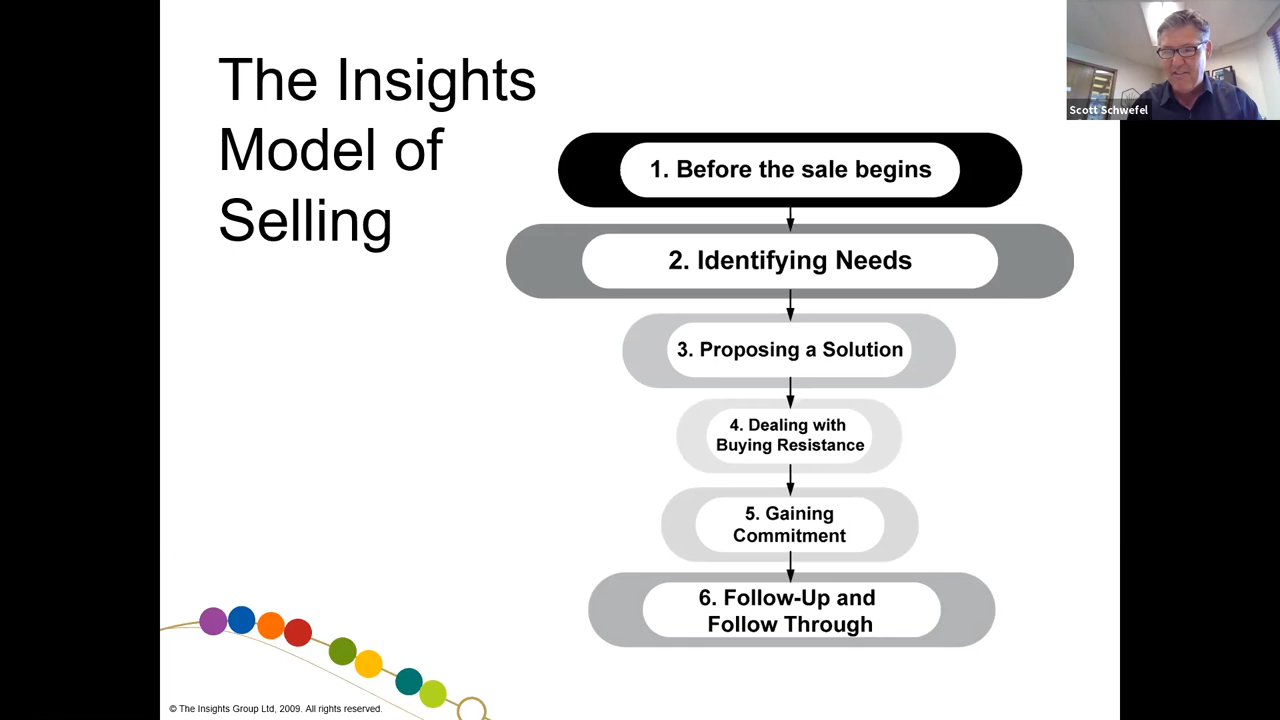 The Insights
Model of
Selling
Scott Schwefel
1. Before the sale begins
2. Identifying Needs
3. Proposing a Solution
4. Dealing with
Buying Resistance
5. Gaining
Commitment
6. Follow-Up and
Follow Through
© The Insights Group Ltd, 2009. All rights reserved.